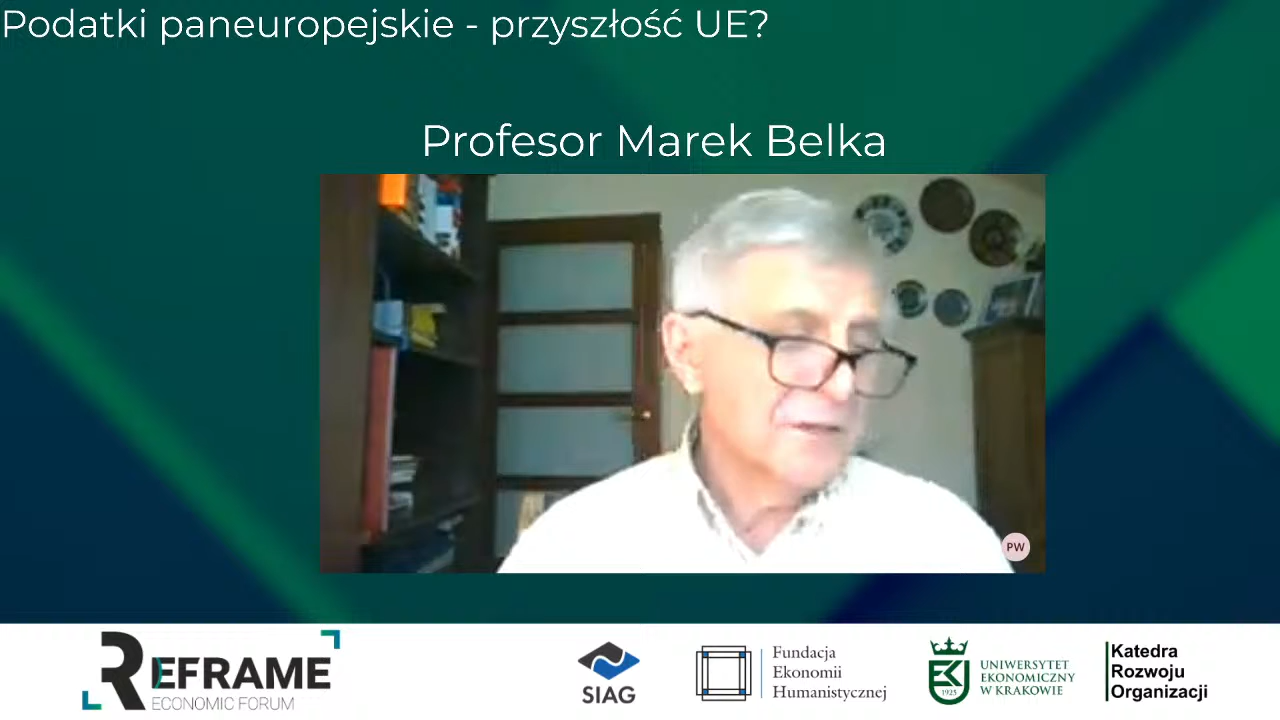 Podatki paneuropejskie - przyszłość UE?
Profesor Marek Belka
PW
REFRAME
ECONOMIC FORUM
SIAG
Fundacja
Ekonomii
Humanistycznej
1925
UNIWERSYTET
EKONOMICZNY
W KRAKOWIE
Katedra
Rozwoju
Organizacji